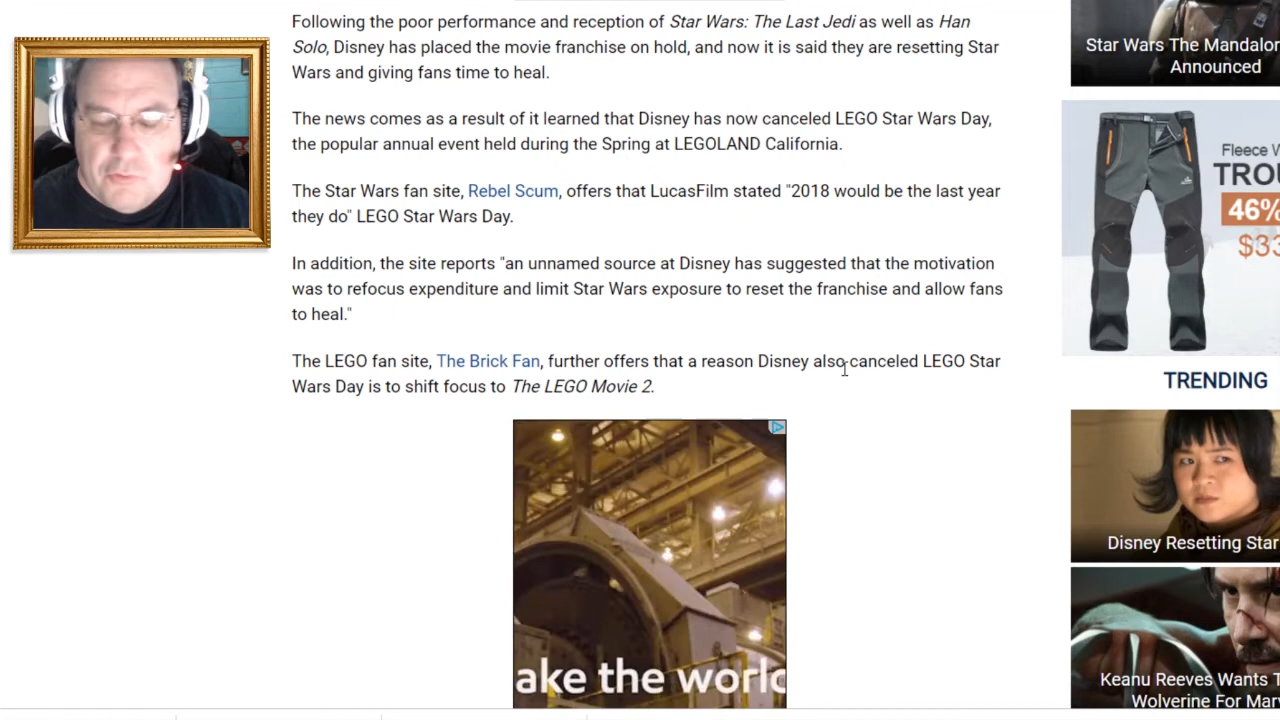 Following the poor performance and reception of Star Wars: The Last Jedi as well as Han
Solo, Disney has placed the movie franchise on hold, and now it is said they are resetting Star
Wars and giving fans time to heal.
The news comes as a result of it learned that Disney has now canceled LEGO Star Wars Day,
the popular annual event held during the Spring at LEGOLAND California.
The Star Wars fan site, Rebel Scum, offers that LucasFilm stated "2018 would be the last year
they do" LEGO Star Wars Day.
In addition, the site reports "an unnamed source at Disney has suggested that the motivation
was to refocus expenditure and limit Star Wars exposure to reset the franchise and allow fans
to heal."
The LEGO fan site, The Brick Fan, further offers that a reason Disney also canceled LEGO Star
Wars Day is to shift focus to The LEGO Movie 2.
ake the world
Star Wars The Mandalor
Announced
Fleece W
TROU
46%
$33
TRENDING
Disney Resetting Star
Keanu Reeves Wants T
Wolverine For Mar